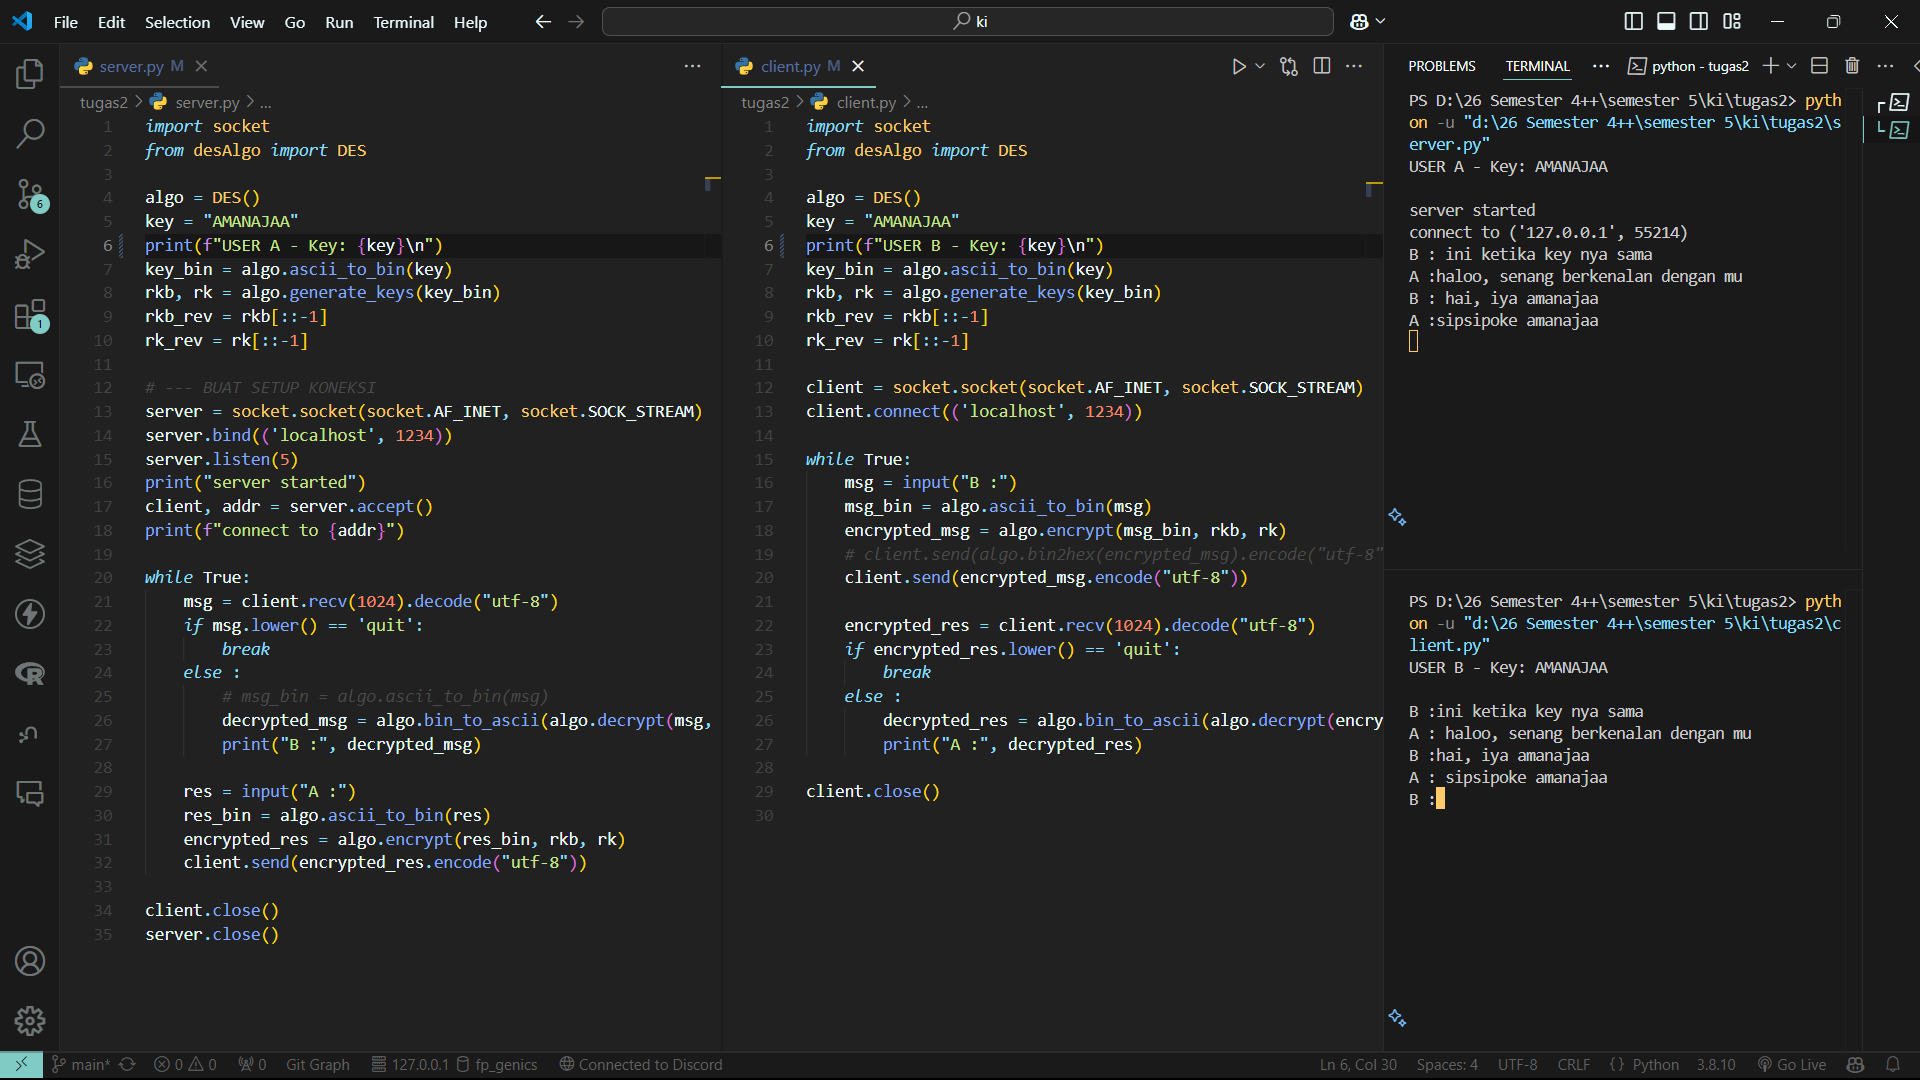 File Edit Selection View Go Run Terminal Help
ki
server.py M
tugas2 > server.py > ...
1 import socket
2 from desAlgo import DES
3
4 algo = DES()
5 key = "AMANAJAA"
6 print(f"USER A - Key: {key}\n")
7 key_bin = algo.ascii_to_bin(key)
8 rkb, rk = algo.generate_keys(key_bin)
9 rkb_rev = rkb[::-1]
10 rk_rev = rk[::-1]
11
12 # --- BUAT SETUP KONEKSI
13 server = socket.socket(socket.AF_INET, socket.SOCK_STREAM)
14 server.bind(('localhost', 1234))
15 server.listen(5)
16 print("server started")
17 client, addr = server.accept()
18 print(f"connect to {addr}")
19
20 while True:
21 msg = client.recv(1024).decode("utf-8")
22 if msg.lower() == 'quit':
23 break
24 else :
25 # msg_bin = algo.ascii_to_bin(msg)
26 decrypted_msg = algo.bin_to_ascii(algo.decrypt(msg,
27 print("B :", decrypted_msg)
28
29 res = input("A :")
30 res_bin = algo.ascii_to_bin(res)
31 encrypted_res = algo.encrypt(res_bin, rkb, rk)
32 client.send(encrypted_res.encode("utf-8"))
33
34 client.close()
35 server.close()
client.py M
tugas2 > client.py > ...
1 import socket
2 from desAlgo import DES
3
4 algo = DES()
5 key = "AMANAJAA"
6 print(f"USER B - Key: {key}\n")
7 key_bin = algo.ascii_to_bin(key)
8 rkb, rk = algo.generate_keys(key_bin)
9 rkb_rev = rkb[::-1]
10 rk_rev = rk[::-1]
11
12 client = socket.socket(socket.AF_INET, socket.SOCK_STREAM)
13 client.connect(('localhost', 1234))
14
15 while True:
16 msg = input("B :")
17 msg_bin = algo.ascii_to_bin(msg)
18 encrypted_msg = algo.encrypt(msg_bin, rkb, rk)
19 # client.send(algo.bin2hex(encrypted_msg).encode("utf-8"
20 client.send(encrypted_msg.encode("utf-8"))
21
22 encrypted_res = client.recv(1024).decode("utf-8")
23 if encrypted_res.lower() == 'quit':
24 break
25 else :
26 decrypted_res = algo.bin_to_ascii(algo.decrypt(encry
27 print("A :", decrypted_res)
28
29 client.close()
30
PROBLEMS TERMINAL ... python - tugas2
PS D:\26 Semester 4++\semester 5\ki\tugas2> pyth
on -u "d:\26 Semester 4++\semester 5\ki\tugas2\s
erver.py"
USER A - Key: AMANAJAA
server started
connect to ('127.0.0.1', 55214)
B : ini ketika key nya sama
A :haloo, senang berkenalan dengan mu
B : hai, iya amanajaa
A :sipsipoke amanajaa
PS D:\26 Semester 4++\semester 5\ki\tugas2> pyth
on -u "d:\26 Semester 4++\semester 5\ki\tugas2\c
lient.py"
USER B - Key: AMANAJAA
B :ini ketika key nya sama
A : haloo, senang berkenalan dengan mu
B :hai, iya amanajaa
A : sipsipoke amanajaa
B :
6
1
main* 0 0 0 Git Graph 127.0.0.1 fp_genics Connected to Discord Ln 6, Col 30 Spaces: 4 UTF-8 CRLF {} Python 3.8.10 Go Live